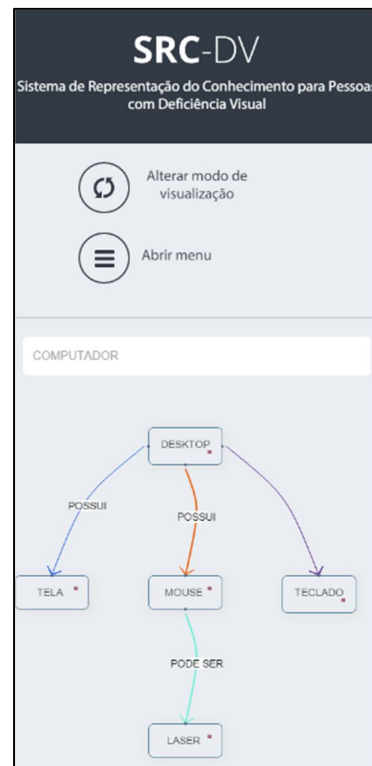 SRC-DV
Sistema de Representação do Conhecimento para Pessoas
com Deficiência Visual
Alterar modo de
visualização
Abrir menu
COMPUTADOR
DESKTOP
POSSUI
POSSUI
TELA
MOUSE
TECLADO
PODE SER
LASER